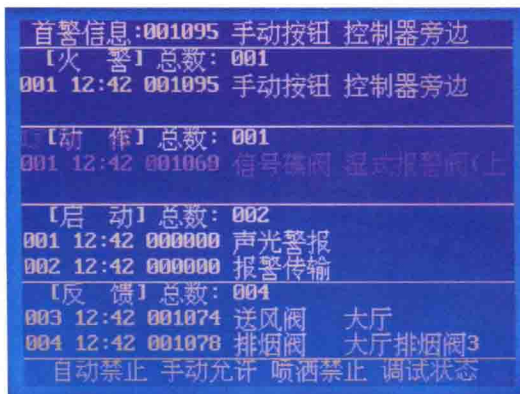 首警信息:001095 手动按钮 控制器旁边
【火 警】总数: 001
001 12:42 001095 手动按钮 控制器旁边
【动 作】总数: 001
001 12:42 001069 信号碟阀 湿式报警阀(上
【启 动】总数: 002
001 12:42 000000 声光警报
002 12:42 000000 报警传输
【反 馈】总数: 004
003 12:42 001074 送风阀 大厅
004 12:42 001078 排烟阀 大厅排烟阀3
自动禁止 手动允许 喷洒禁止 调试状态